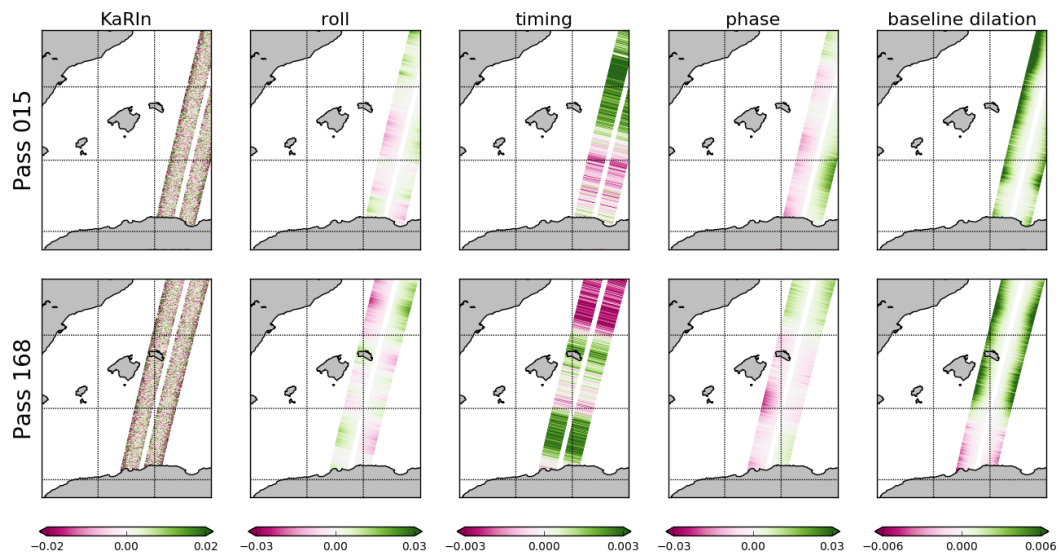 KaRIn roll timing phase baseline dilation
Pass 015
Pass 168
−0.02 0.00 0.02 −0.03 0.00 0.03 −0.003 0.000 0.003 −0.03 0.00 0.03 −0.006 0.000 0.006